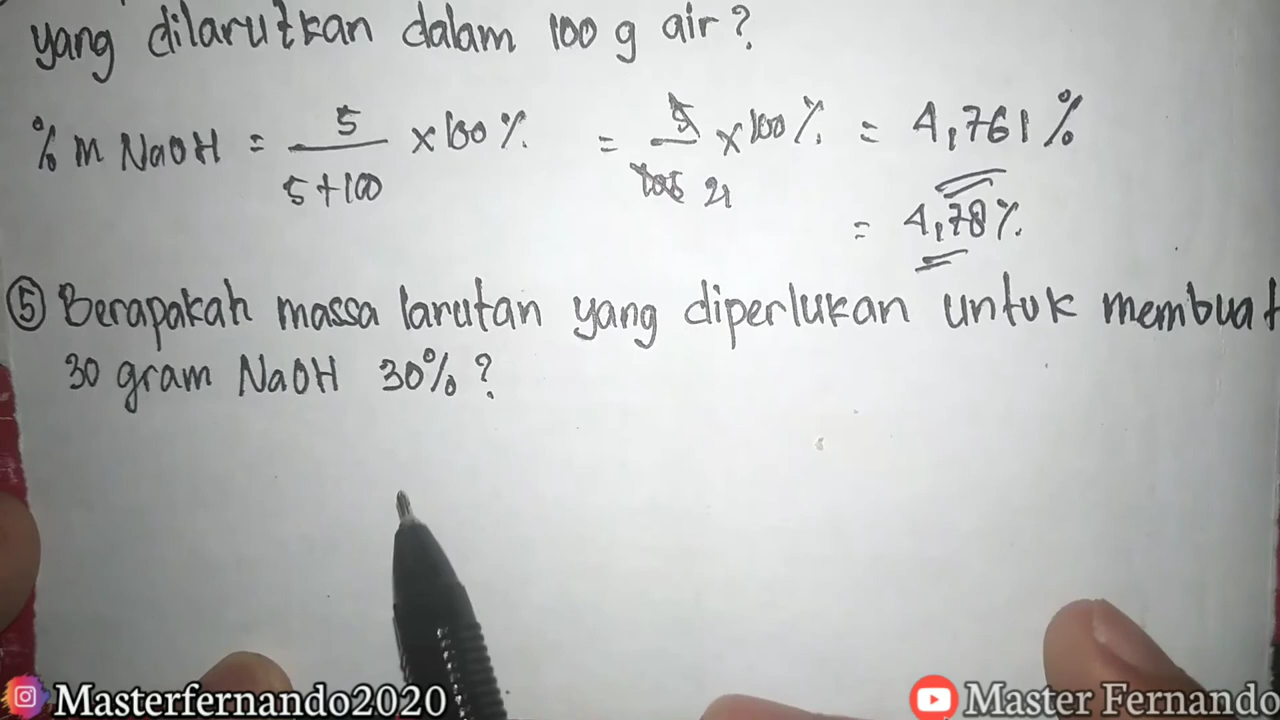 yang dilarutkan dalam 100 g air?
% m NaOH = 5 / 5+100 x 100% = 5 / 105 21 x 100% = 4,761%
= 4,78%
⑤ Berapakah massa larutan yang diperlukan untuk membuat
30 gram NaOH 30%?
Masterfernando2020
Master Fernando